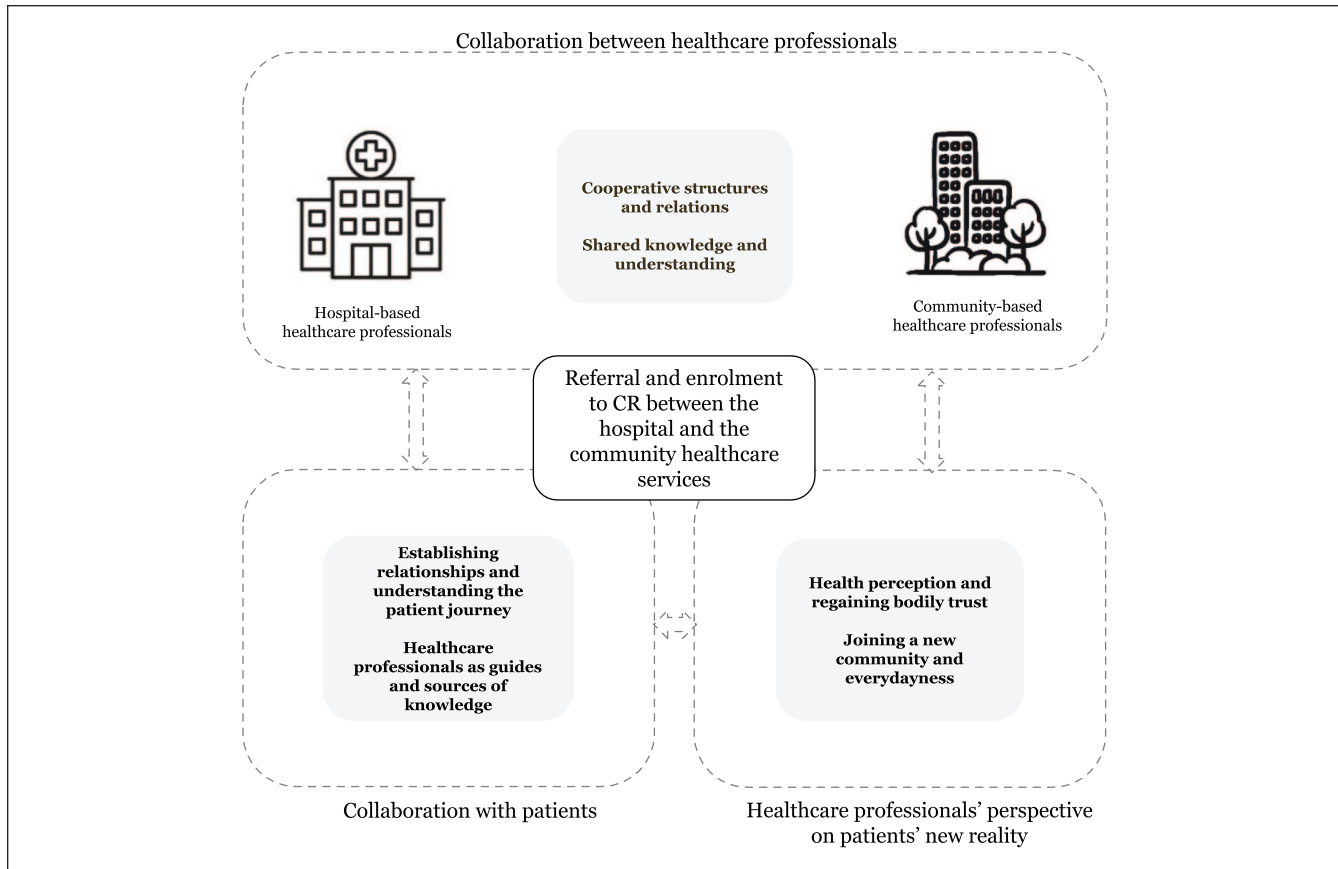 Collaboration between healthcare professionals
Cooperative structures
and relations
Shared knowledge and
understanding
Hospital-based
healthcare professionals
Community-based
healthcare professionals
Referral and enrolment
to CR between the
hospital and the
community healthcare
services
Establishing
relationships and
understanding the
patient journey
Healthcare
professionals as guides
and sources of
knowledge
Health perception and
regaining bodily trust
Joining a new
community and
everydayness
Collaboration with patients
Healthcare professionals’ perspective
on patients’ new reality